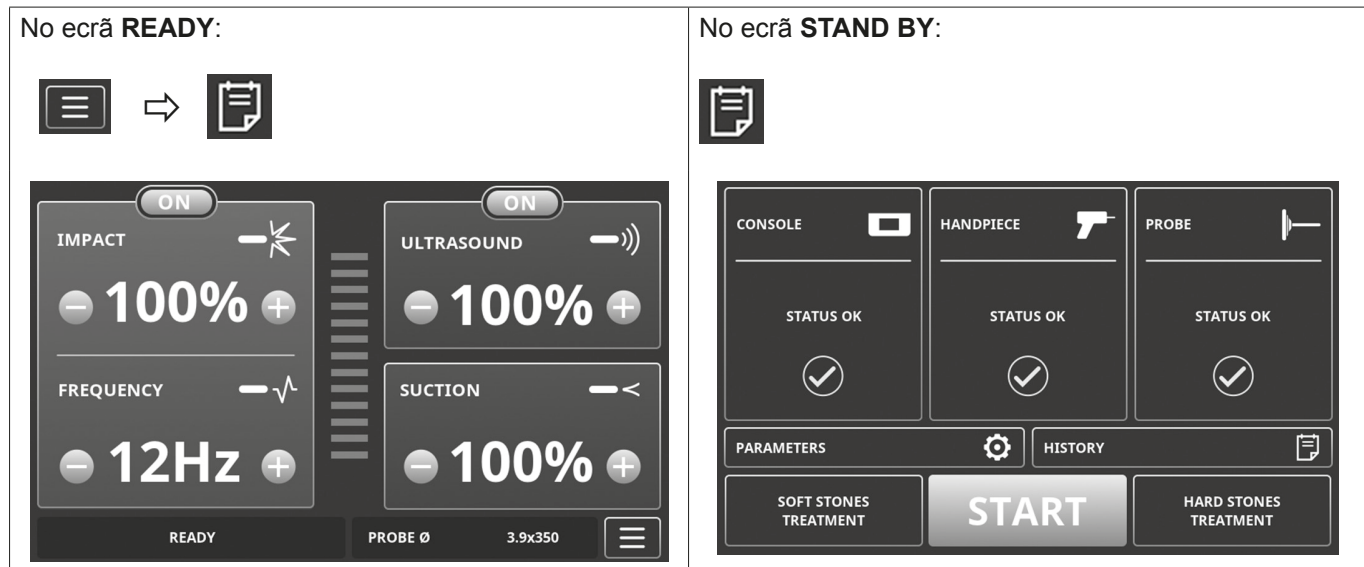 No ecrã READY:
ON
IMPACT
100%
FREQUENCY
12Hz
ON
ULTRASOUND
100%
SUCTION
100%
READY
PROBE Ø 3.9x350
No ecrã STAND BY:
CONSOLE
STATUS OK
HANDPIECE
STATUS OK
PROBE
STATUS OK
PARAMETERS
HISTORY
SOFT STONES
TREATMENT
START
HARD STONES
TREATMENT